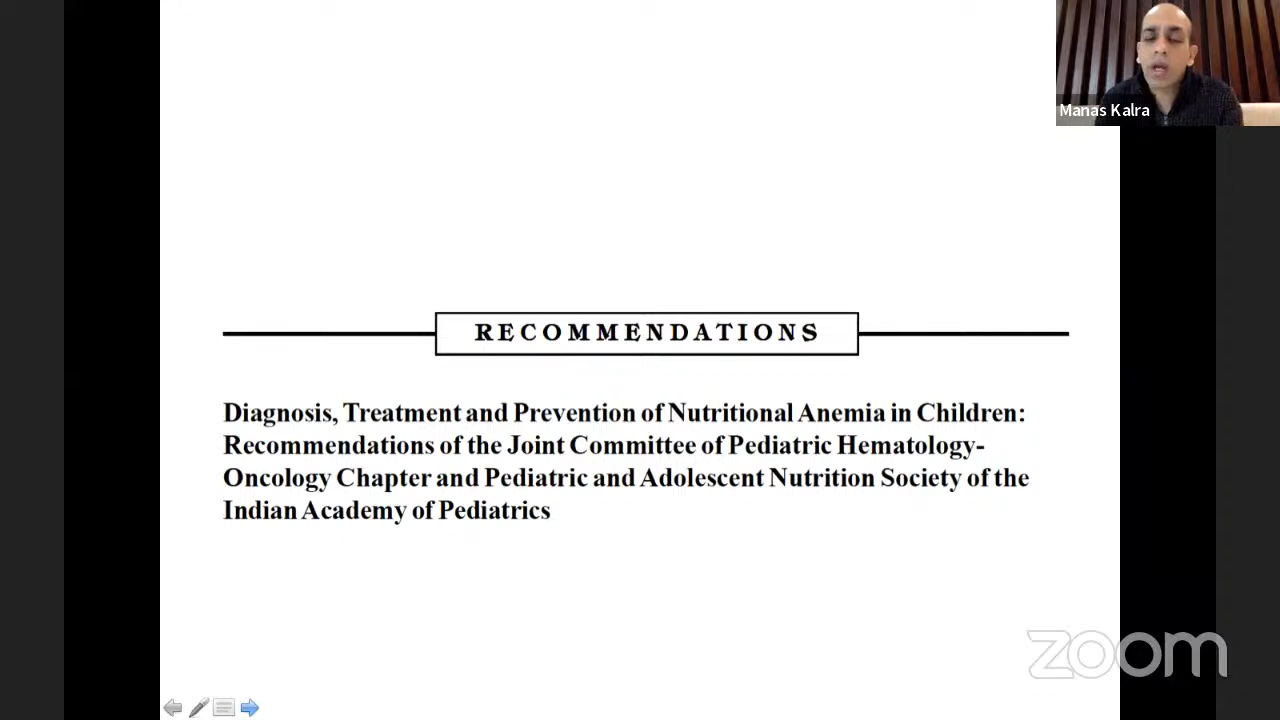 Manas Kalra
RECOMMENDATIONS
Diagnosis, Treatment and Prevention of Nutritional Anemia in Children:
Recommendations of the Joint Committee of Pediatric Hematology-
Oncology Chapter and Pediatric and Adolescent Nutrition Society of the
Indian Academy of Pediatrics
zoom